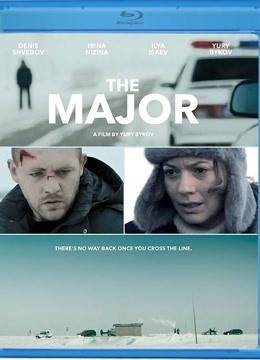 Blu-ray Disc
DENIS SHVEDOV
IRINA NIZINA
ILYA ISAEV
YURY BYKOV
THE
MAJOR
A FILM BY YURY BYKOV
THERE'S NO WAY BACK ONCE YOU CROSS THE LINE.